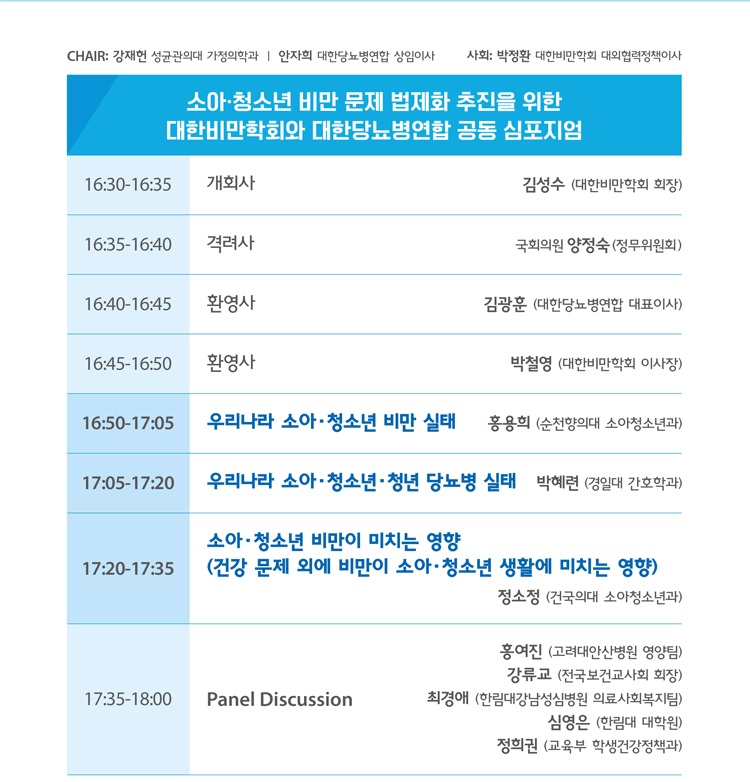 CHAIR: 강재헌 성균관의대 가정의학과 | 안자희 대한당뇨병연합 상임이사 사회: 박정환 대한비만학회 대외협력정책이사
소아·청소년 비만 문제 법제화 추진을 위한
대한비만학회와 대한당뇨병연합 공동 심포지엄
16:30-16:35 개회사 김성수 (대한비만학회 회장)
16:35-16:40 격려사 국회의원 양정숙 (정무위원회)
16:40-16:45 환영사 김광훈 (대한당뇨병연합 대표이사)
16:45-16:50 환영사 박철영 (대한비만학회 이사장)
16:50-17:05 우리나라 소아·청소년 비만 실태 홍용희 (순천향의대 소아청소년과)
17:05-17:20 우리나라 소아·청소년·청년 당뇨병 실태 박혜련 (경일대 간호학과)
17:20-17:35 소아·청소년 비만이 미치는 영향
(건강 문제 외에 비만이 소아·청소년 생활에 미치는 영향)
정소정 (건국의대 소아청소년과)
17:35-18:00 Panel Discussion 홍여진 (고려대안산병원 영양팀)
강류교 (전국보건교사회 회장)
최경애 (한림대강남성심병원 의료사회복지팀)
심영은 (한림대 대학원)
정희권 (교육부 학생건강정책과)